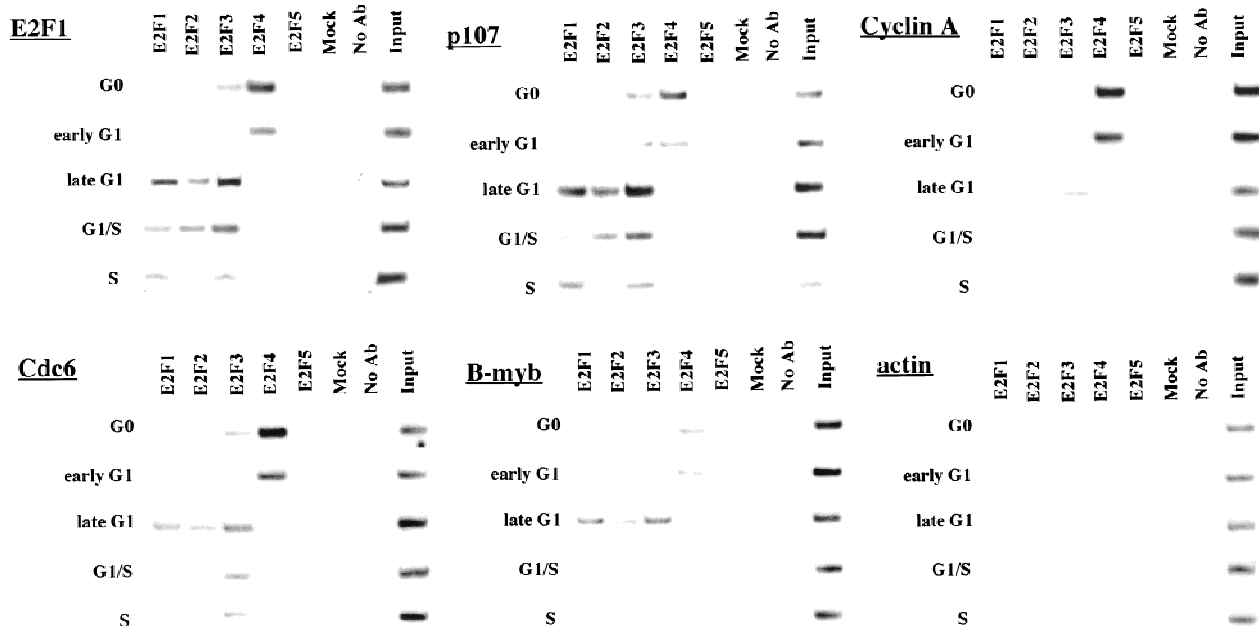 E2F1
E2F1 E2F2 E2F3 E2F4 E2F5 Mock No Ab Input
G0
early G1
late G1
G1/S
S
p107
E2F1 E2F2 E2F3 E2F4 E2F5 Mock No Ab Input
G0
early G1
late G1
G1/S
S
Cyclin A
E2F1 E2F2 E2F3 E2F4 E2F5 Mock No Ab Input
G0
early G1
late G1
G1/S
S
Cdc6
E2F1 E2F2 E2F3 E2F4 E2F5 Mock No Ab Input
G0
early G1
late G1
G1/S
S
B-myb
E2F1 E2F2 E2F3 E2F4 E2F5 Mock No Ab Input
G0
early G1
late G1
G1/S
S
actin
E2F1 E2F2 E2F3 E2F4 E2F5 Mock No Ab Input
G0
early G1
late G1
G1/S
S